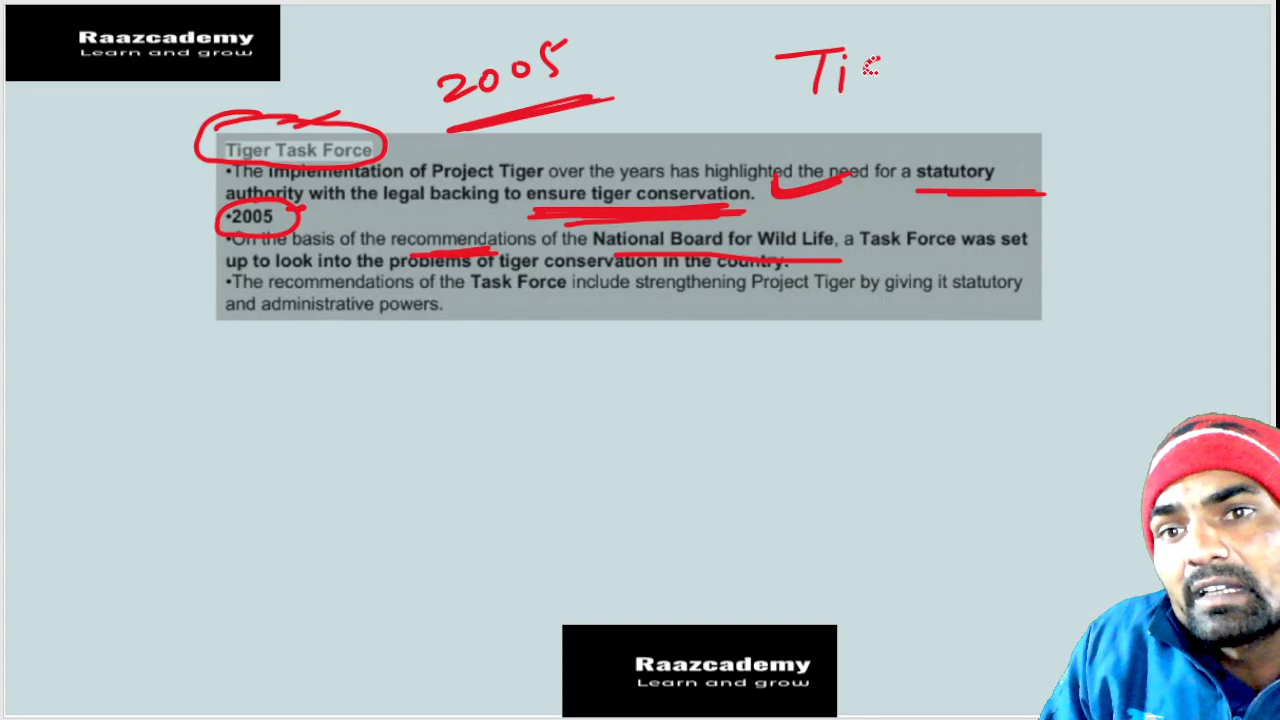 Raazcademy
Learn and grow
2005
Ti
Tiger Task Force
•The Implementation of Project Tiger over the years has highlighted the need for a statutory
authority with the legal backing to ensure tiger conservation.
•2005
•On the basis of the recommendations of the National Board for Wild Life, a Task Force was set
up to look into the problems of tiger conservation in the country.
•The recommendations of the Task Force include strengthening Project Tiger by giving it statutory
and administrative powers.
Raazcademy
Learn and grow